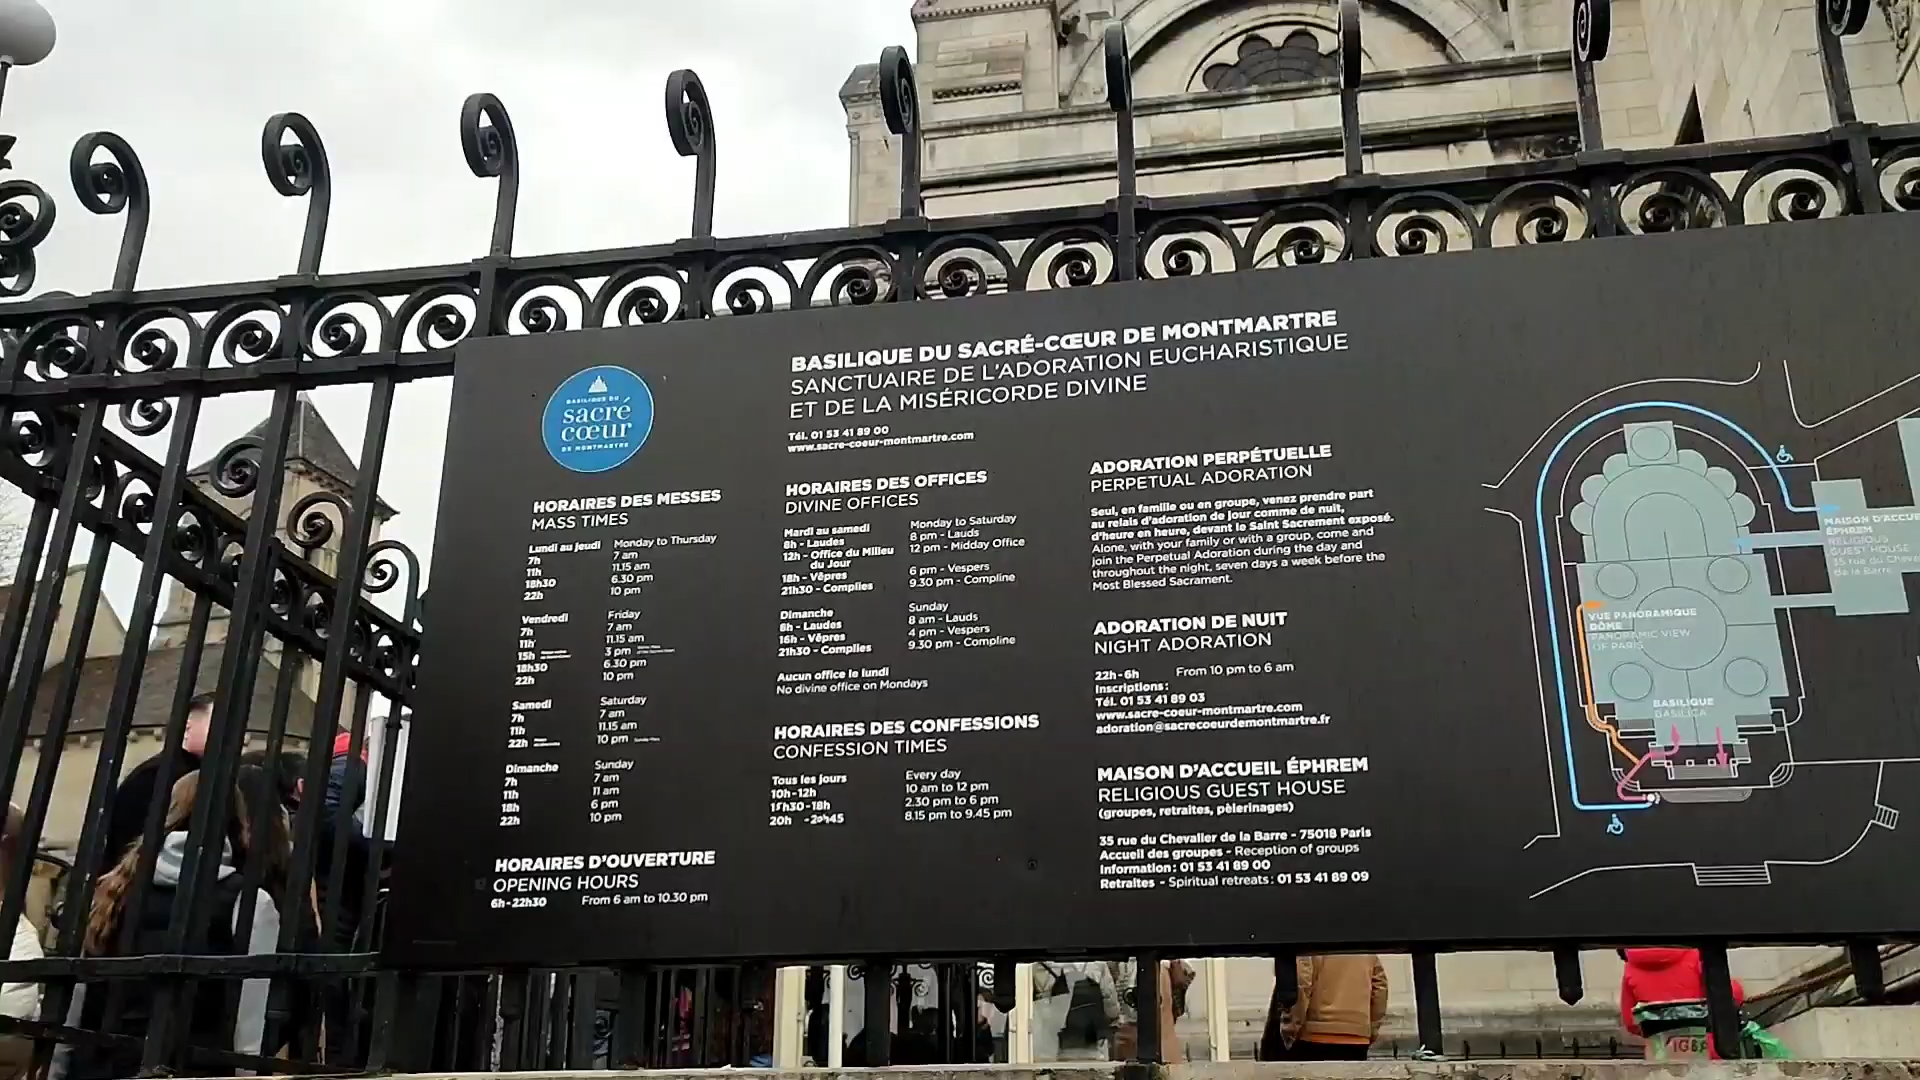 BASILIQUE DU
sacré
cœur
DE MONTMARTRE
BASILIQUE DU SACRÉ-CŒUR DE MONTMARTRE
SANCTUAIRE DE L'ADORATION EUCHARISTIQUE
ET DE LA MISÉRICORDE DIVINE
Tél. 01 53 41 89 00
www.sacre-coeur-montmartre.com
HORAIRES DES MESSES
MASS TIMES
Lundi au jeudi Monday to Thursday
7h 7 am
11h 11.15 am
18h30 6.30 pm
22h 10 pm
Vendredi Friday
7h 7 am
11h 11.15 am
15h 3 pm
18h30 6.30 pm
22h 10 pm
Samedi Saturday
7h 7 am
11h 11.15 am
22h 10 pm
Dimanche Sunday
7h 7 am
11h 11 am
18h 6 pm
22h 10 pm
HORAIRES D'OUVERTURE
OPENING HOURS
6h-22h30 From 6 am to 10.30 pm
HORAIRES DES OFFICES
DIVINE OFFICES
Mardi au samedi Monday to Saturday
8h - Laudes 8 pm - Lauds
12h - Office du Milieu 12 pm - Midday Office
du Jour
18h - Vêpres 6 pm - Vespers
21h30 - Complies 9.30 pm - Compline
Dimanche Sunday
8h - Laudes 8 am - Lauds
16h - Vêpres 4 pm - Vespers
21h30 - Complies 9.30 pm - Compline
Aucun office le lundi
No divine office on Mondays
HORAIRES DES CONFESSIONS
CONFESSION TIMES
Tous les jours Every day
10h-12h 10 am to 12 pm
-18h 2.30 pm to 6 pm
20h 8.15 pm to 9.45 pm
ADORATION PERPÉTUELLE
PERPETUAL ADORATION
Seul, en famille ou en groupe, venez prendre part
au relais d'adoration de jour comme de nuit,
d'heure en heure, devant le Saint Sacrement exposé.
Alone, with your family or with a group, come and
join the Perpetual Adoration during the day and
throughout the night, seven days a week before the
Most Blessed Sacrament.
ADORATION DE NUIT
NIGHT ADORATION
22h-6h From 10 pm to 6 am
Inscriptions :
Tél. 01 53 41 89 03
www.sacre-coeur-montmartre.com
adoration@sacrecoeurdemontmartre.fr
MAISON D'ACCUEIL ÉPHREM
RELIGIOUS GUEST HOUSE
(groupes, retraites, pèlerinages)
35 rue du Chevalier de la Barre - 75018 Paris
Accueil des groupes - Reception of groups
Information : 01 53 41 89 00
Retraites - Spiritual retreats : 01 53 41 89 09
MAISON D'ACCUE
ÉPHREM
RELIGIOUS
GUEST HOUSE
35 rue du Cheva
de la Barre
VUE PANORAMIQUE
DÔME
PANORAMIC VIEW
OF PARIS
BASILIQUE
BASILICA